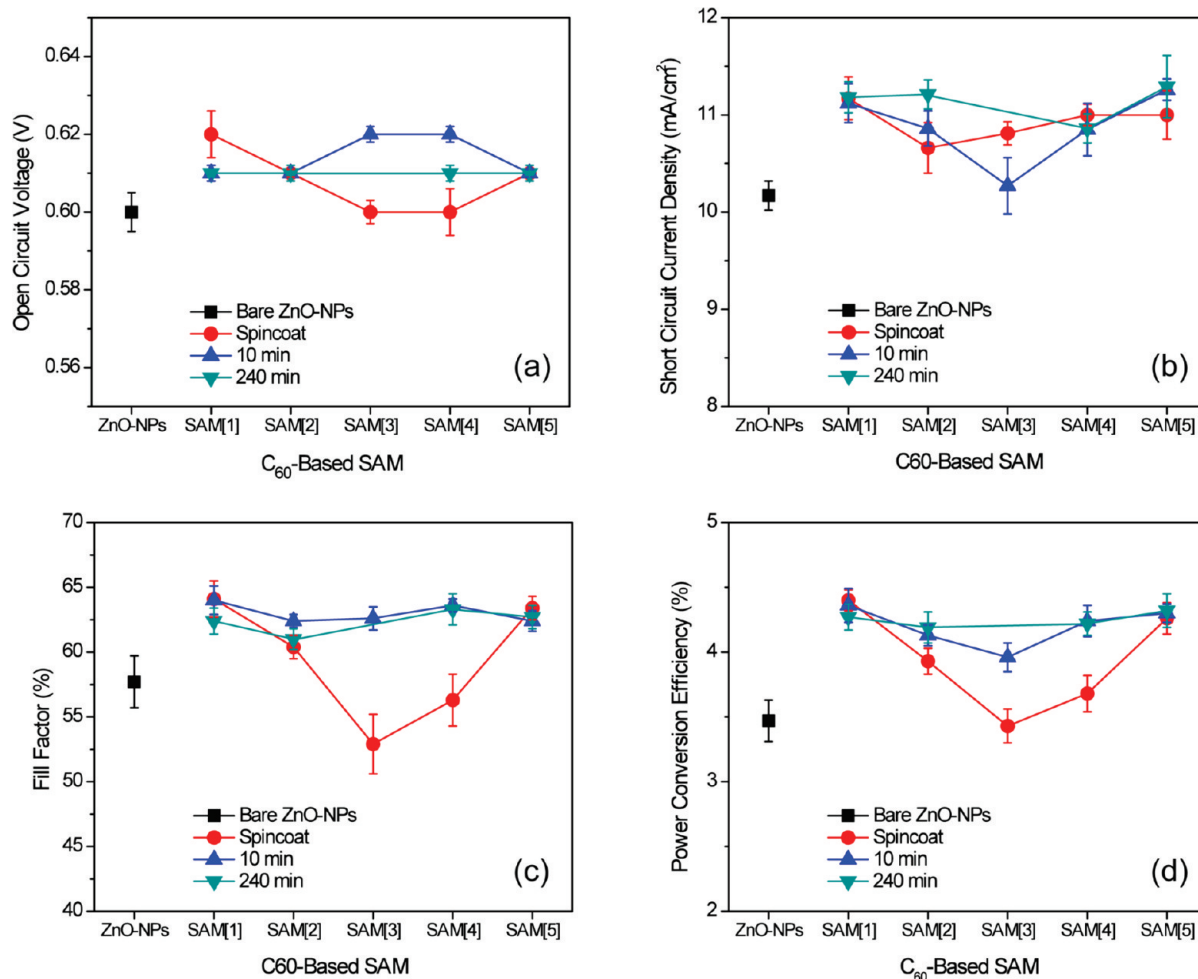 0.64
0.62
0.60
0.58
0.56
Open Circuit Voltage (V)
Bare ZnO-NPs
Spincoat
10 min
240 min
(a)
ZnO-NPs SAM[1] SAM[2] SAM[3] SAM[4] SAM[5]
C₆₀-Based SAM
12
11
10
9
8
Short Circuit Current Density (mA/cm²)
Bare ZnO-NPs
Spincoat
10 min
240 min
(b)
ZnO-NPs SAM[1] SAM[2] SAM[3] SAM[4] SAM[5]
C60-Based SAM
70
65
60
55
50
45
40
Fill Factor (%)
Bare ZnO-NPs
Spincoat
10 min
240 min
(c)
ZnO-NPs SAM[1] SAM[2] SAM[3] SAM[4] SAM[5]
C60-Based SAM
5
4
3
2
Power Conversion Efficiency (%)
Bare ZnO-NPs
Spincoat
10 min
240 min
(d)
ZnO-NPs SAM[1] SAM[2] SAM[3] SAM[4] SAM[5]
C₆₀-Based SAM